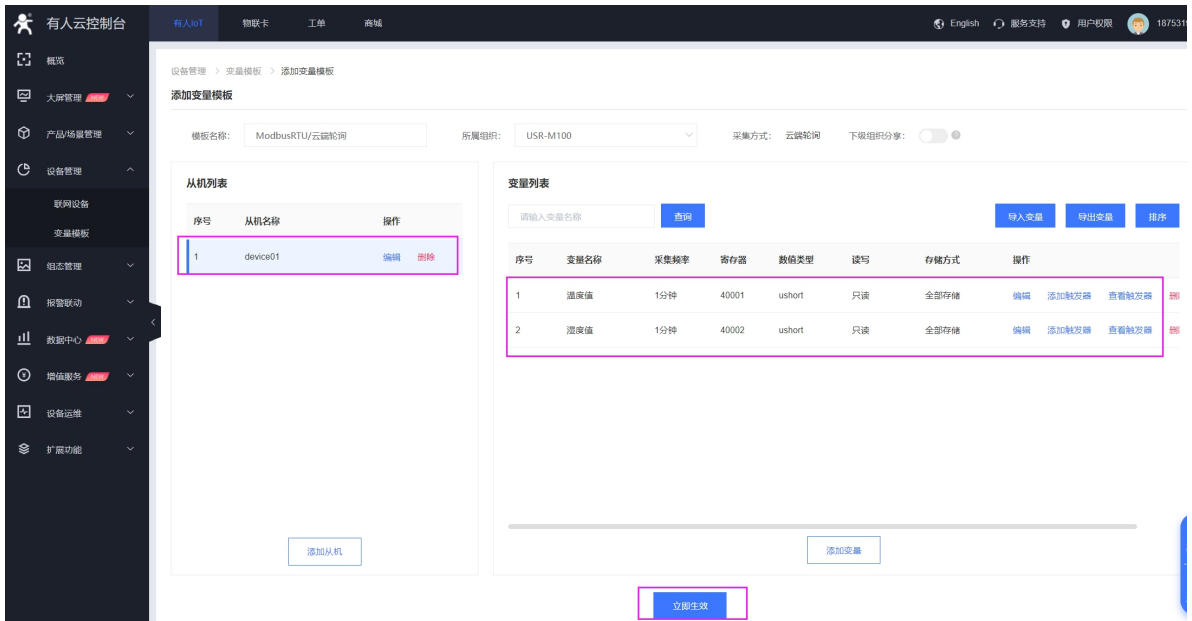 有人云控制台
有人IoT 物联卡 工单 商城
English 服务支持 用户权限 187531
概览
大屏管理 NEW
产品/场景管理
设备管理
联网设备
变量模板
组态管理
报警联动
数据中心 NEW
增值服务 NEW
设备运维
扩展功能
设备管理 > 变量模板 > 添加变量模板
添加变量模板
模板名称: ModbusRTU/云端轮询 所属组织: USR-M100 采集方式: 云端轮询 下级组织分享:
从机列表
序号 从机名称 操作
1 device01 编辑 删除
添加从机
变量列表
请输入变量名称 查询 导入变量 导出变量 排序
序号 变量名称 采集频率 寄存器 数值类型 读写 存储方式 操作
1 温度值 1分钟 40001 ushort 只读 全部存储 编辑 添加触发器 查看触发器
2 湿度值 1分钟 40002 ushort 只读 全部存储 编辑 添加触发器 查看触发器
添加变量
立即生效